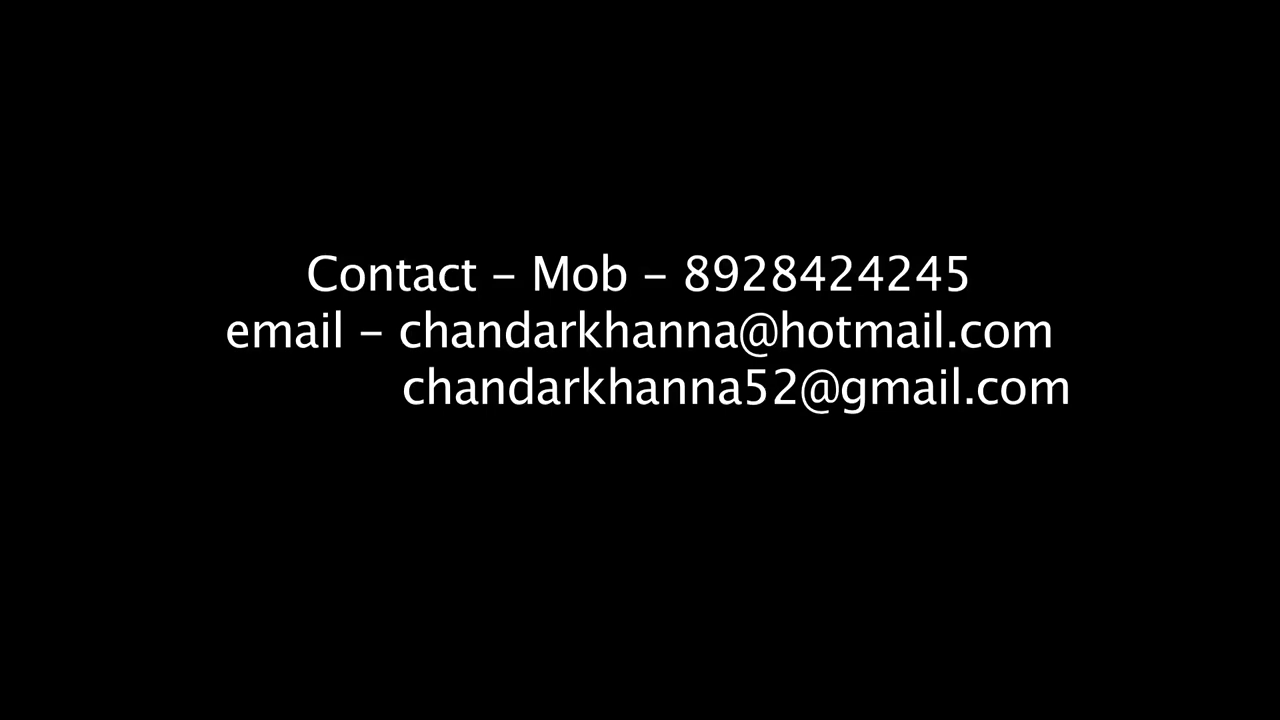 Contact – Mob – 8928424245
email – chandarkhanna@hotmail.com
chandarkhanna52@gmail.com